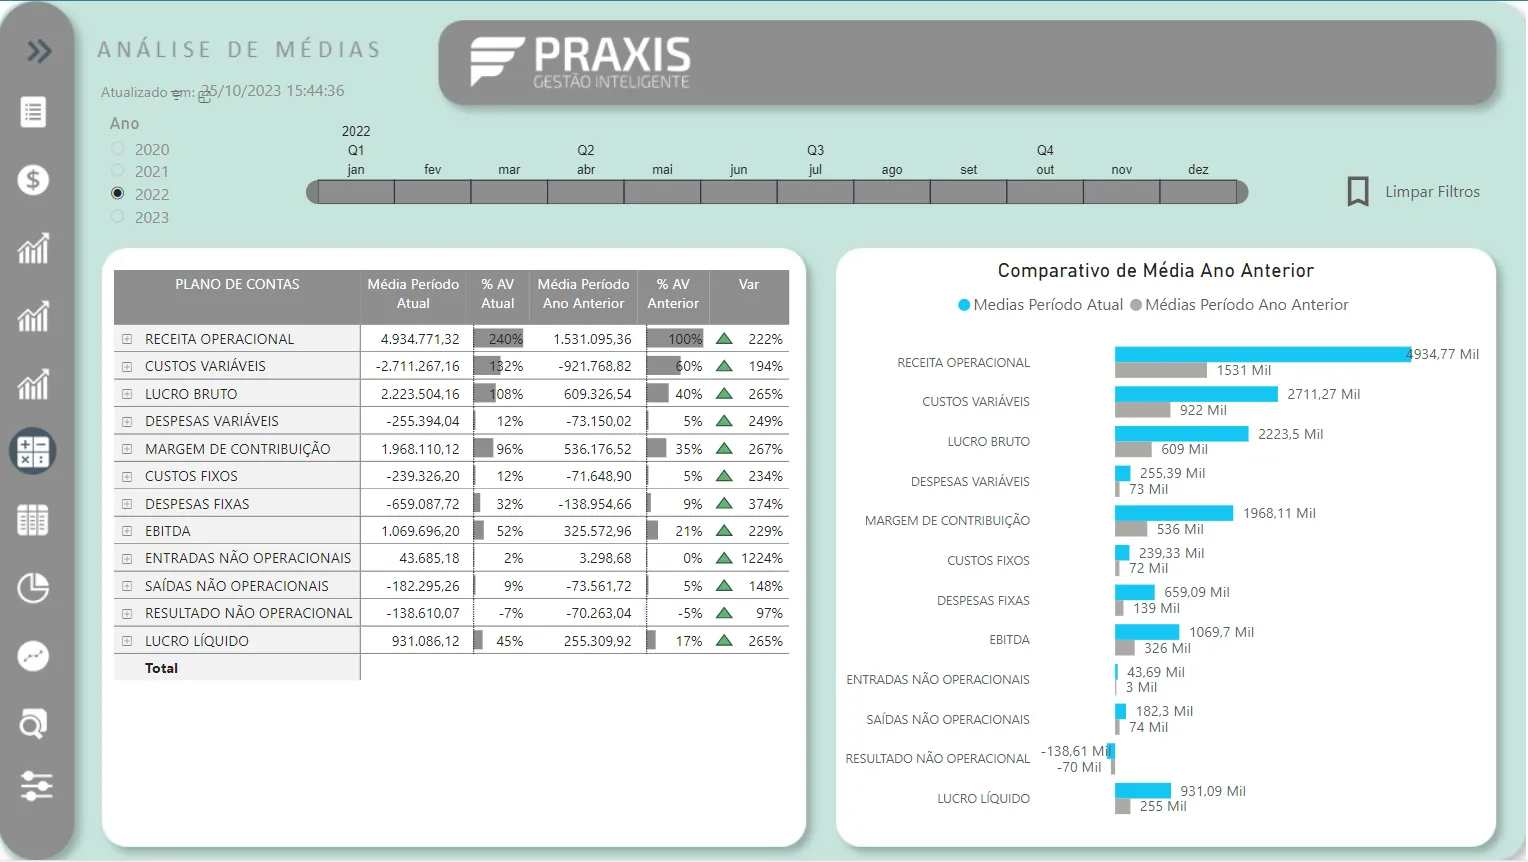 ANÁLISE DE MÉDIAS
PRAXIS
GESTÃO INTELIGENTE
Atualizado em: 25/10/2023 15:44:36
Ano
2020
2021
2022
2023
2022
Q1 Q2 Q3 Q4
jan fev mar abr mai jun jul ago set out nov dez
Limpar Filtros
PLANO DE CONTAS Média Período Atual % AV Atual Média Período Ano Anterior % AV Anterior Var
RECEITA OPERACIONAL 4.934.771,32 240% 1.531.095,36 100% 222%
CUSTOS VARIÁVEIS -2.711.267,16 132% -921.768,82 60% 194%
LUCRO BRUTO 2.223.504,16 108% 609.326,54 40% 265%
DESPESAS VARIÁVEIS -255.394,04 12% -73.150,02 5% 249%
MARGEM DE CONTRIBUIÇÃO 1.968.110,12 96% 536.176,52 35% 267%
CUSTOS FIXOS -239.326,20 12% -71.648,90 5% 234%
DESPESAS FIXAS -659.087,72 32% -138.954,66 9% 374%
EBITDA 1.069.696,20 52% 325.572,96 21% 229%
ENTRADAS NÃO OPERACIONAIS 43.685,18 2% 3.298,68 0% 1224%
SAÍDAS NÃO OPERACIONAIS -182.295,26 9% -73.561,72 5% 148%
RESULTADO NÃO OPERACIONAL -138.610,07 -7% -70.263,04 -5% 97%
LUCRO LÍQUIDO 931.086,12 45% 255.309,92 17% 265%
Total
Comparativo de Média Ano Anterior
Medias Período Atual Médias Período Ano Anterior
RECEITA OPERACIONAL 4934,77 Mil
1531 Mil
CUSTOS VARIÁVEIS 2711,27 Mil
922 Mil
LUCRO BRUTO 2223,5 Mil
609 Mil
DESPESAS VARIÁVEIS 255,39 Mil
73 Mil
MARGEM DE CONTRIBUIÇÃO 1968,11 Mil
536 Mil
CUSTOS FIXOS 239,33 Mil
72 Mil
DESPESAS FIXAS 659,09 Mil
139 Mil
EBITDA 1069,7 Mil
326 Mil
ENTRADAS NÃO OPERACIONAIS 43,69 Mil
3 Mil
SAÍDAS NÃO OPERACIONAIS 182,3 Mil
74 Mil
RESULTADO NÃO OPERACIONAL -138,61 Mil
-70 Mil
LUCRO LÍQUIDO 931,09 Mil
255 Mil